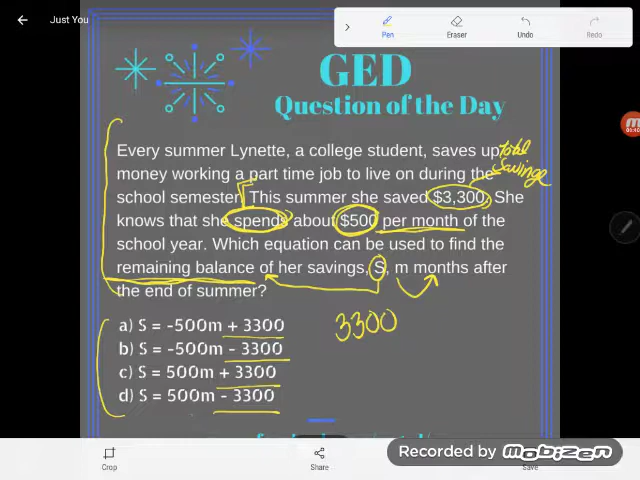 Just You
Pen
Eraser
Undo
Redo
GED
Question of the Day
Every summer Lynette, a college student, saves up
money working a part time job to live on during the
school semester. This summer she saved $3,300. She
knows that she spends about $500 per month of the
school year. Which equation can be used to find the
remaining balance of her savings, S, m months after
the end of summer?
Total
Savings
a) S = -500m + 3300
b) S = -500m - 3300
c) S = 500m + 3300
d) S = 500m - 3300
3300
Crop
Share
Save
Recorded by Mobizen